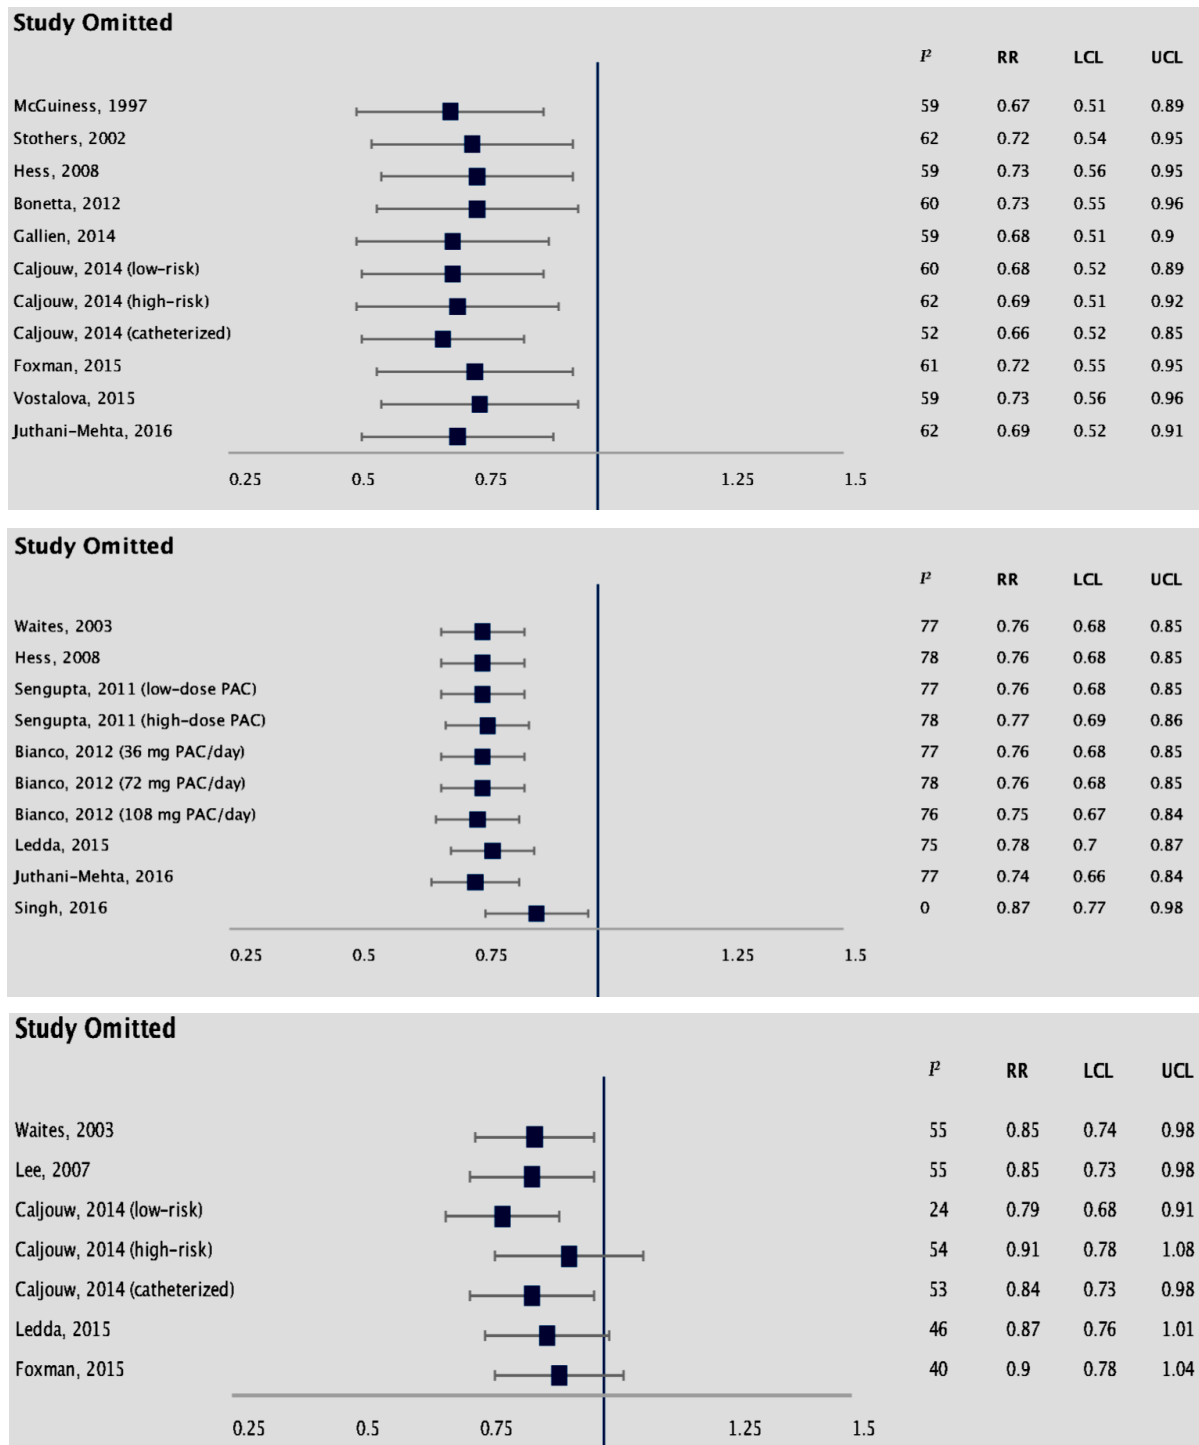 Study Omitted
I² RR LCL UCL
McGuiness, 1997 59 0.67 0.51 0.89
Stothers, 2002 62 0.72 0.54 0.95
Hess, 2008 59 0.73 0.56 0.95
Bonetta, 2012 60 0.73 0.55 0.96
Gallien, 2014 59 0.68 0.51 0.9
Caljouw, 2014 (low-risk) 60 0.68 0.52 0.89
Caljouw, 2014 (high-risk) 62 0.69 0.51 0.92
Caljouw, 2014 (catheterized) 52 0.66 0.52 0.85
Foxman, 2015 61 0.72 0.55 0.95
Vostalova, 2015 59 0.73 0.56 0.96
Juthani-Mehta, 2016 62 0.69 0.52 0.91
0.25 0.5 0.75 1.25 1.5
Study Omitted
I² RR LCL UCL
Waites, 2003 77 0.76 0.68 0.85
Hess, 2008 78 0.76 0.68 0.85
Sengupta, 2011 (low-dose PAC) 77 0.76 0.68 0.85
Sengupta, 2011 (high-dose PAC) 78 0.77 0.69 0.86
Bianco, 2012 (36 mg PAC/day) 77 0.76 0.68 0.85
Bianco, 2012 (72 mg PAC/day) 78 0.76 0.68 0.85
Bianco, 2012 (108 mg PAC/day) 76 0.75 0.67 0.84
Ledda, 2015 75 0.78 0.7 0.87
Juthani-Mehta, 2016 77 0.74 0.66 0.84
Singh, 2016 0 0.87 0.77 0.98
0.25 0.5 0.75 1.25 1.5
Study Omitted
I² RR LCL UCL
Waites, 2003 55 0.85 0.74 0.98
Lee, 2007 55 0.85 0.73 0.98
Caljouw, 2014 (low-risk) 24 0.79 0.68 0.91
Caljouw, 2014 (high-risk) 54 0.91 0.78 1.08
Caljouw, 2014 (catheterized) 53 0.84 0.73 0.98
Ledda, 2015 46 0.87 0.76 1.01
Foxman, 2015 40 0.9 0.78 1.04
0.25 0.5 0.75 1.25 1.5